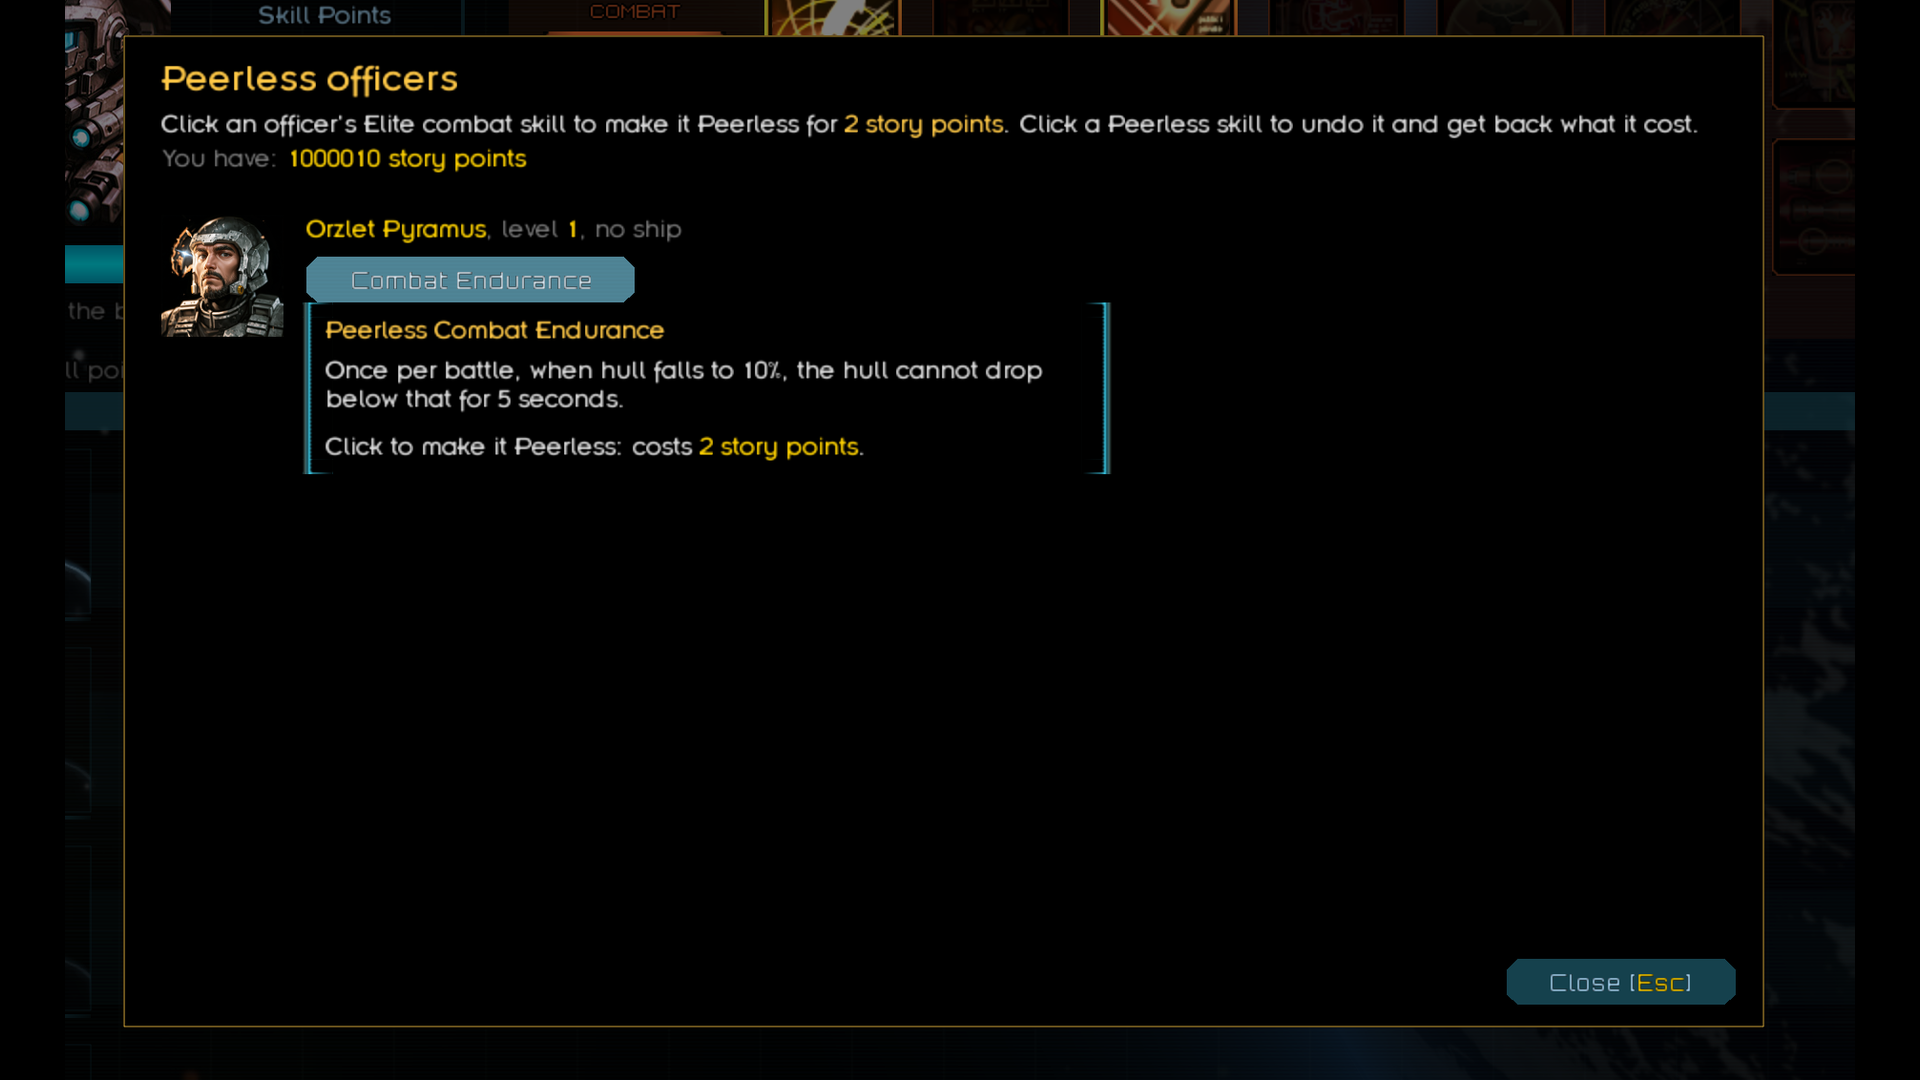 Skill Points
COMBAT
Peerless officers
Click an officer's Elite combat skill to make it Peerless for 2 story points. Click a Peerless skill to undo it and get back what it cost.
You have: 1000010 story points
Orzlet Pyramus, level 1, no ship
Combat Endurance
the b
Peerless Combat Endurance
Once per battle, when hull falls to 10%, the hull cannot drop
below that for 5 seconds.
ll poi
Click to make it Peerless: costs 2 story points.
Close [Esc]